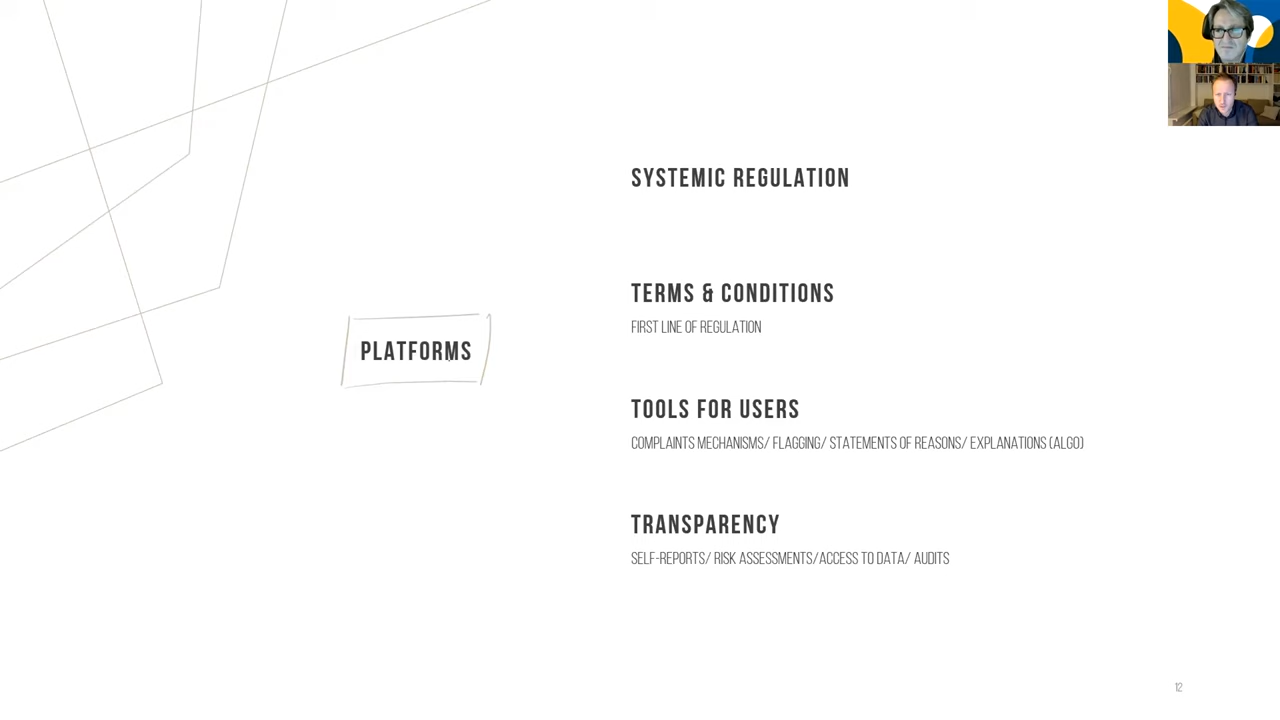 PLATFORMS
SYSTEMIC REGULATION
TERMS & CONDITIONS
FIRST LINE OF REGULATION
TOOLS FOR USERS
COMPLAINTS MECHANISMS/ FLAGGING/ STATEMENTS OF REASONS/ EXPLANATIONS (ALGO)
TRANSPARENCY
SELF-REPORTS/ RISK ASSESSMENTS/ACCESS TO DATA/ AUDITS
12